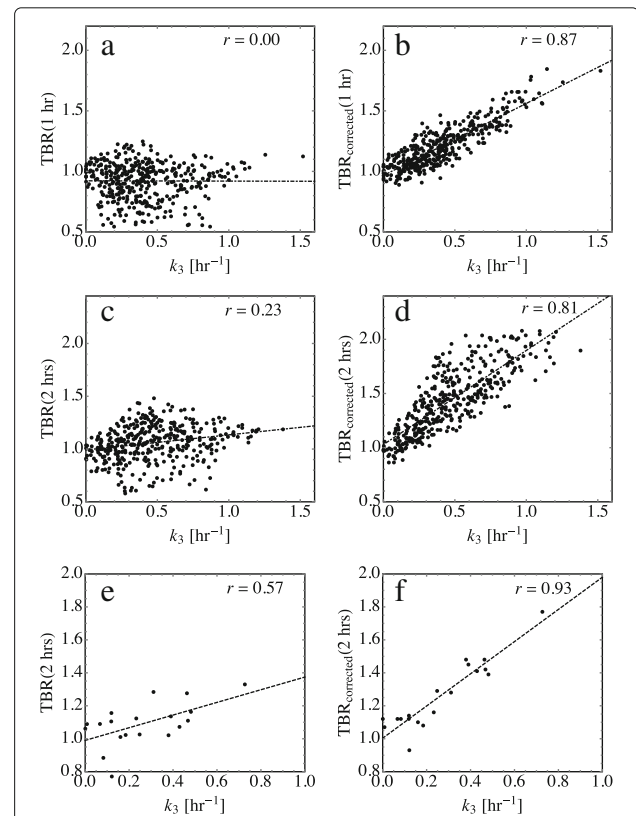 a
r = 0.00
TBR(1 hr)
2.0
1.5
1.0
0.5
0.0 0.5 1.0 1.5
k₃ [hr⁻¹]
b
r = 0.87
TBR_corrected(1 hr)
2.0
1.5
1.0
0.5
0.0 0.5 1.0 1.5
k₃ [hr⁻¹]
c
r = 0.23
TBR(2 hrs)
2.0
1.5
1.0
0.5
0.0 0.5 1.0 1.5
k₃ [hr⁻¹]
d
r = 0.81
TBR_corrected(2 hrs)
2.0
1.5
1.0
0.5
0.0 0.5 1.0 1.5
k₃ [hr⁻¹]
e
r = 0.57
TBR(2 hrs)
2.0
1.8
1.6
1.4
1.2
1.0
0.8
0.0 0.2 0.4 0.6 0.8 1.0
k₃ [hr⁻¹]
f
r = 0.93
TBR_corrected(2 hrs)
2.0
1.8
1.6
1.4
1.2
1.0
0.8
0.0 0.2 0.4 0.6 0.8 1.0
k₃ [hr⁻¹]